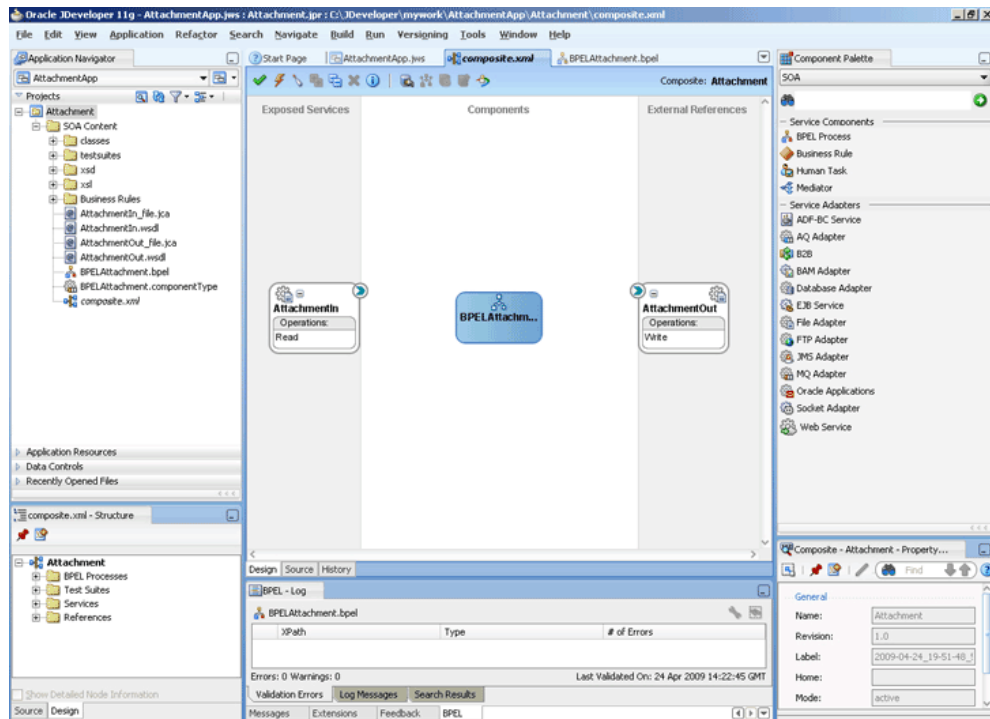 Oracle JDeveloper 11g - AttachmentApp.jws : Attachment.jpr : C:\JDeveloper\mywork\AttachmentApp\Attachment\composite.xml
File Edit View Application Refactor Search Navigate Build Run Versigning Tools Window Help
Application Navigator
AttachmentApp
Projects
Attachment
SOA Content
classes
testsuites
xsd
xsl
Business Rules
AttachmentIn_file.jca
AttachmentIn.wsdl
AttachmentOut_file.jca
AttachmentOut.wsdl
BPELAttachment.bpel
BPELAttachment.componentType
composite.xml
Application Resources
Data Controls
Recently Opened Files
composite.xml - Structure
Attachment
BPEL Processes
Test Suites
Services
References
Show Detailed Node Information
Source Design
Start Page AttachmentApp.jws composite.xml BPELAttachment.bpel
Composite: Attachment
Exposed Services Components External References
AttachmentIn
Operations:
Read
BPELAttachm...
AttachmentOut
Operations:
Write
Design Source History
BPEL - Log
BPELAttachment.bpel
XPath Type # of Errors
Errors: 0 Warnings: 0 Last Validated On: 24 Apr 2009 14:22:45 GMT
Validation Errors Log Messages Search Results
Messages Extensions Feedback BPEL
Component Palette
SOA
Service Components
BPEL Process
Business Rule
Human Task
Mediator
Service Adapters
ADF-BC Service
AQ Adapter
B2B
BAM Adapter
Database Adapter
EJB Service
File Adapter
FTP Adapter
JMS Adapter
MQ Adapter
Oracle Applications
Socket Adapter
Web Service
Composite - Attachment - Property...
Find
General
Name: Attachment
Revision: 1.0
Label: 2009-04-24_19-51-48_
Home:
Mode: active